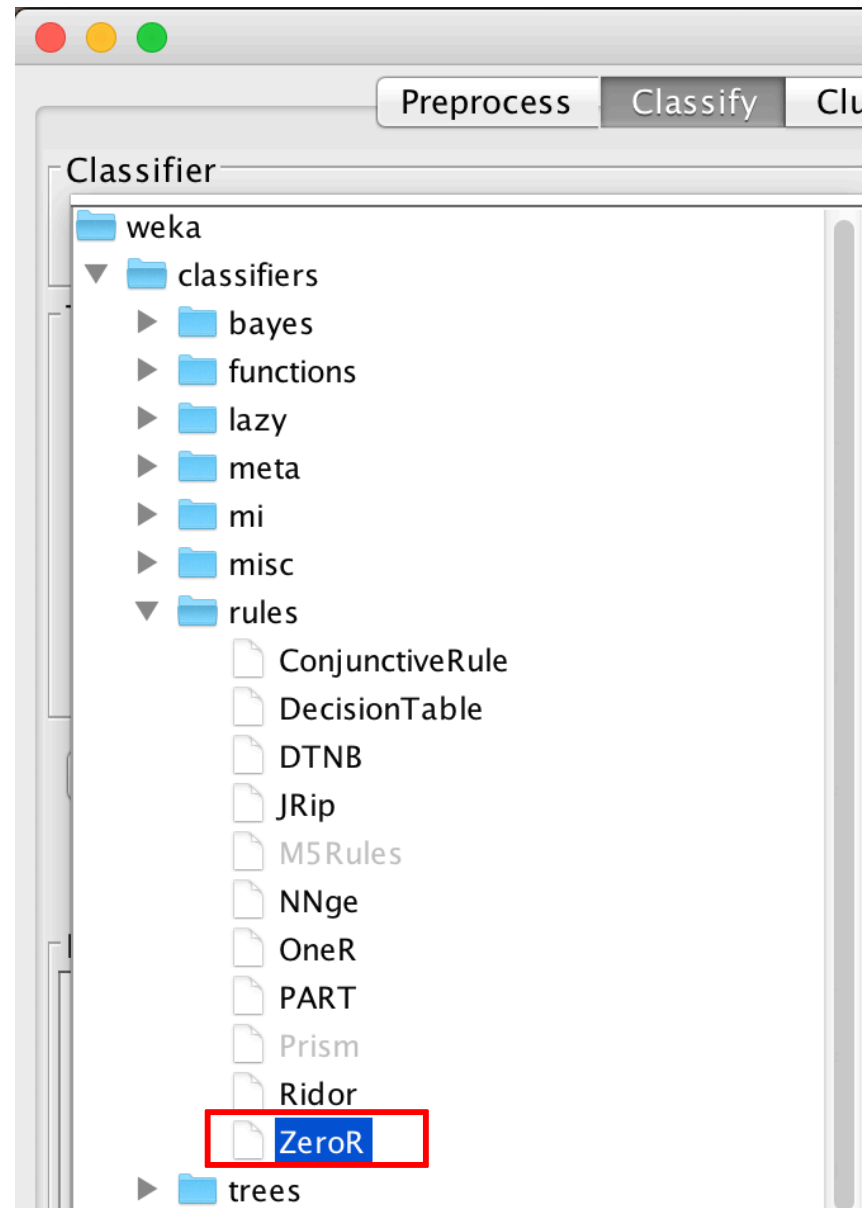 Preprocess Classify Clu
Classifier
weka
classifiers
bayes
functions
lazy
meta
mi
misc
rules
ConjunctiveRule
DecisionTable
DTNB
JRip
M5Rules
NNge
OneR
PART
Prism
Ridor
ZeroR
trees